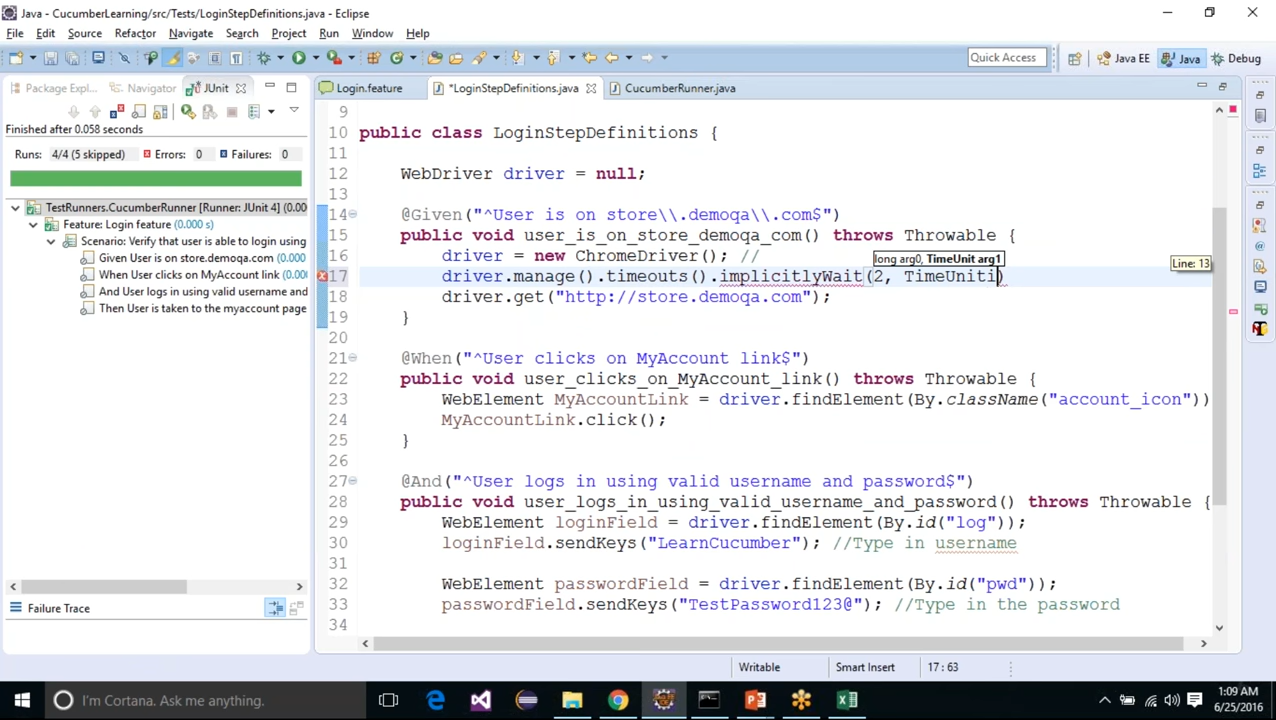 Java - CucumberLearning/src/Tests/LoginStepDefinitions.java - Eclipse
File Edit Source Refactor Navigate Search Project Run Window Help
Quick Access Java EE Java Debug
Package Expl... Navigator JUnit
Login.feature *LoginStepDefinitions.java CucumberRunner.java
Finished after 0.058 seconds
Runs: 4/4 (5 skipped) Errors: 0 Failures: 0
TestRunners.CucumberRunner [Runner: JUnit 4] (0.00
Feature: Login feature (0.000 s)
Scenario: Verify that user is able to login using
Given User is on store.demoqa.com (0.000
When User clicks on MyAccount link (0.000
And User logs in using valid username and
Then User is taken to the myaccount page
Failure Trace
9
10 public class LoginStepDefinitions {
11
12 WebDriver driver = null;
13
14 @Given("^User is on store\\.demoqa\\.com$")
15 public void user_is_on_store_demoqa_com() throws Throwable {
16 driver = new ChromeDriver(); //
long arg0, TimeUnit arg1
Line: 13
17 driver.manage().timeouts().implicitlyWait(2, TimeUniti)
18 driver.get("http://store.demoqa.com");
19 }
20
21 @When("^User clicks on MyAccount link$")
22 public void user_clicks_on_MyAccount_link() throws Throwable {
23 WebElement MyAccountLink = driver.findElement(By.className("account_icon"))
24 MyAccountLink.click();
25 }
26
27 @And("^User logs in using valid username and password$")
28 public void user_logs_in_using_valid_username_and_password() throws Throwable {
29 WebElement loginField = driver.findElement(By.id("log"));
30 loginField.sendKeys("LearnCucumber"); //Type in username
31
32 WebElement passwordField = driver.findElement(By.id("pwd"));
33 passwordField.sendKeys("TestPassword123@"); //Type in the password
34
Writable Smart Insert 17 : 63
I'm Cortana. Ask me anything.
1:09 AM
6/25/2016